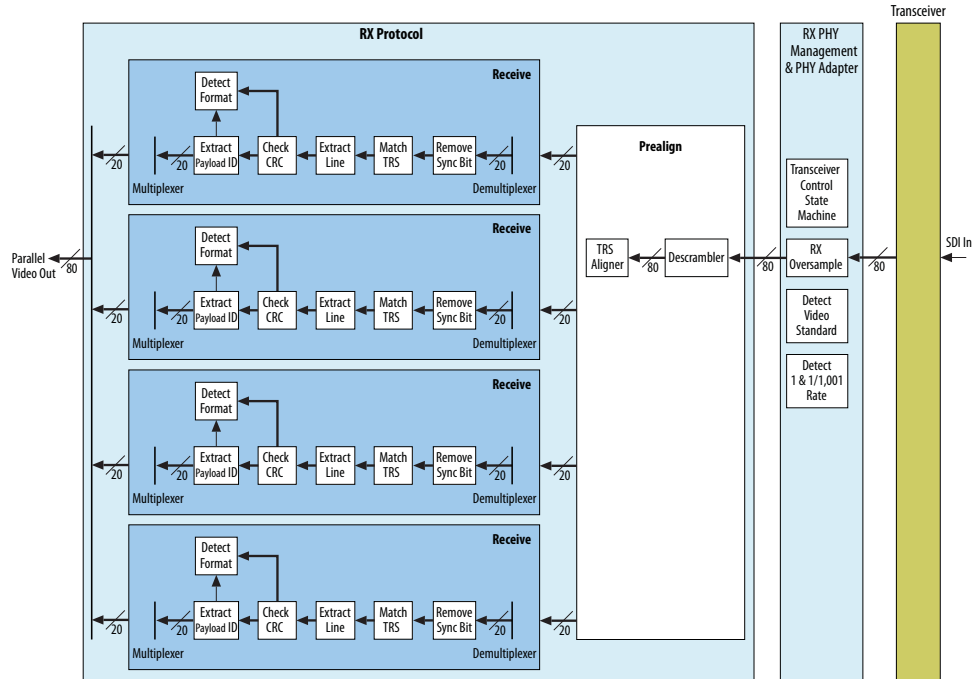 Transceiver
RX Protocol
RX PHY
Management
& PHY Adapter
Receive
Detect
Format
Extract
Payload ID
Check
CRC
Extract
Line
Match
TRS
Remove
Sync Bit
20
20
20
20
Multiplexer
Demultiplexer
Prealign
Transceiver
Control
State
Machine
Receive
Detect
Format
Extract
Payload ID
Check
CRC
Extract
Line
Match
TRS
Remove
Sync Bit
20
20
20
20
Multiplexer
Demultiplexer
Parallel
Video Out
80
TRS
Aligner
80
Descrambler
80
RX
Oversample
80
SDI In
Detect
Video
Standard
Detect
1 & 1/1,001
Rate
Receive
Detect
Format
Extract
Payload ID
Check
CRC
Extract
Line
Match
TRS
Remove
Sync Bit
20
20
20
20
Multiplexer
Demultiplexer
Receive
Detect
Format
Extract
Payload ID
Check
CRC
Extract
Line
Match
TRS
Remove
Sync Bit
20
20
20
20
Multiplexer
Demultiplexer